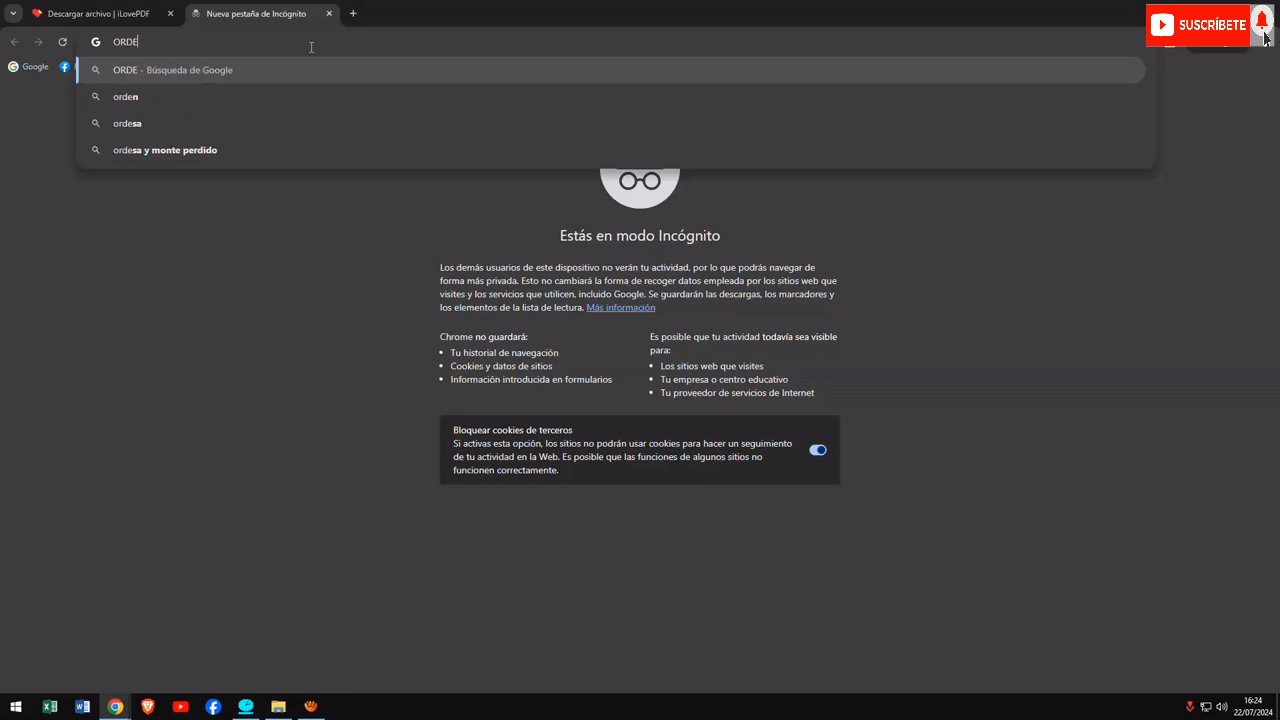 Descargar archivo | iLovePDF
Nueva pestaña de Incógnito
SUSCRÍBETE
ORDE
Google
ORDE - Búsqueda de Google
orden
ordesa
ordesa y monte perdido
Estás en modo Incógnito
Los demás usuarios de este dispositivo no verán tu actividad, por lo que podrás navegar de
forma más privada. Esto no cambiará la forma de recoger datos empleada por los sitios web que
visites y los servicios que utilicen, incluido Google. Se guardarán las descargas, los marcadores y
los elementos de la lista de lectura. Más información
Chrome no guardará:
Tu historial de navegación
Cookies y datos de sitios
Información introducida en formularios
Es posible que tu actividad todavía sea visible
para:
Los sitios web que visites
Tu empresa o centro educativo
Tu proveedor de servicios de Internet
Bloquear cookies de terceros
Si activas esta opción, los sitios no podrán usar cookies para hacer un seguimiento
de tu actividad en la Web. Es posible que las funciones de algunos sitios no
funcionen correctamente.
16:24
22/07/2024